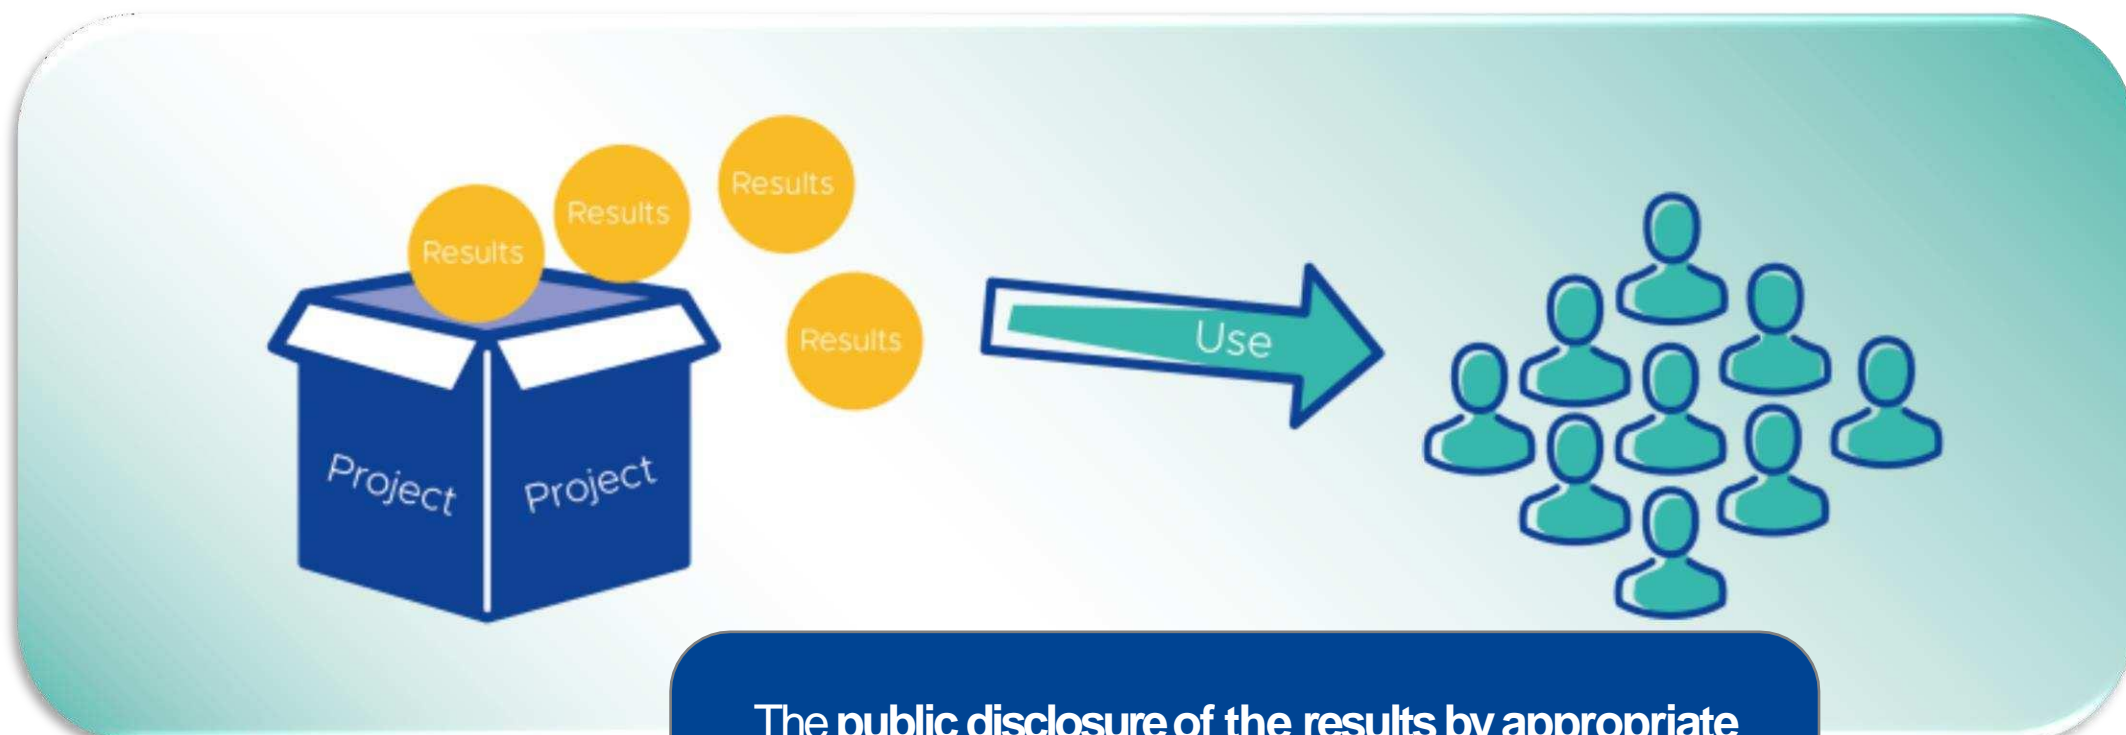 Results
Results
Results
Results
Use
Project
Project
The public disclosure of the results by appropriate